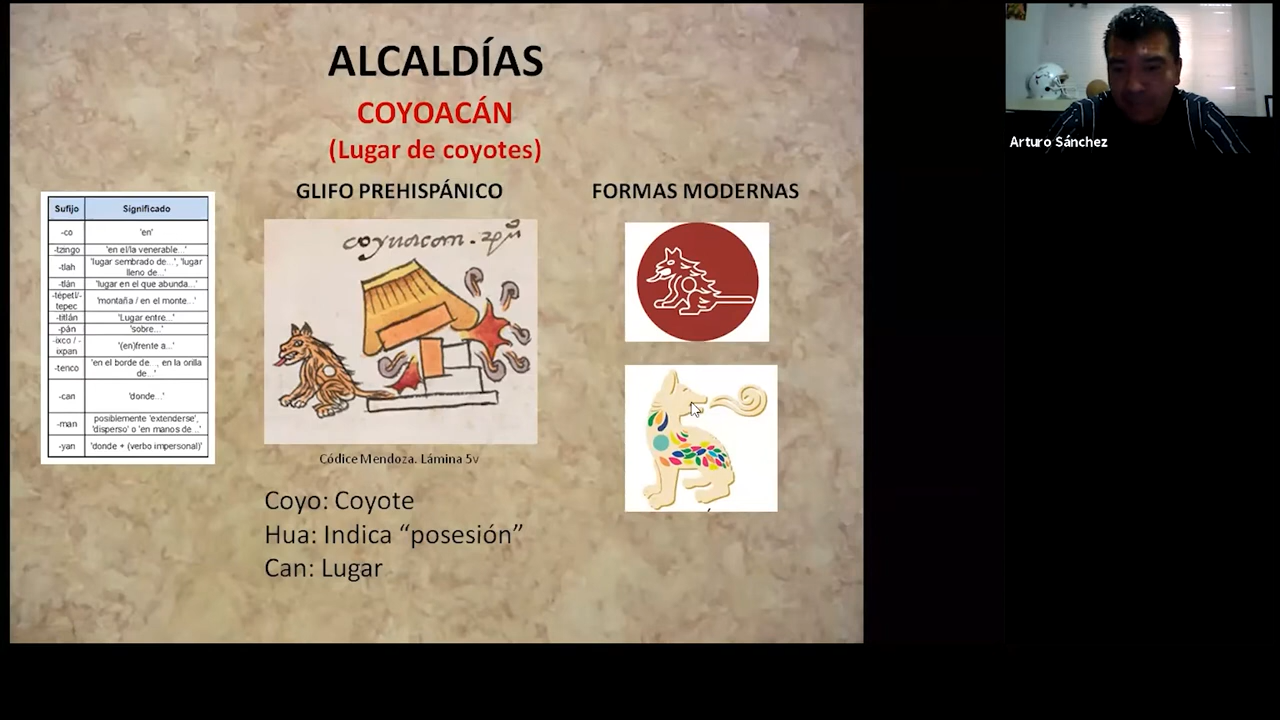 ALCALDÍAS
COYOACÁN
(Lugar de coyotes)
GLIFO PREHISPÁNICO
FORMAS MODERNAS
Sufijo Significado
-co 'en'
-tzingo 'en el/la venerable...'
-tlah 'lugar sembrado de...', 'lugar
lleno de...'
-tlán 'lugar en el que abunda...'
-tépetl/-
tepec 'montaña / en el monte...'
-titlán 'Lugar entre...'
-pán 'sobre...'
-ixco / -
ixpan '(en)frente a...'
-tenco 'en el borde de..., en la orilla
de...'
-can 'donde...'
-man posiblemente 'extenderse',
'disperso' o 'en manos de...'
-yan 'donde + (verbo impersonal)'
coyuacan.
Códice Mendoza. Lámina 5v
Coyo: Coyote
Hua: Indica “posesión”
Can: Lugar
Arturo Sánchez